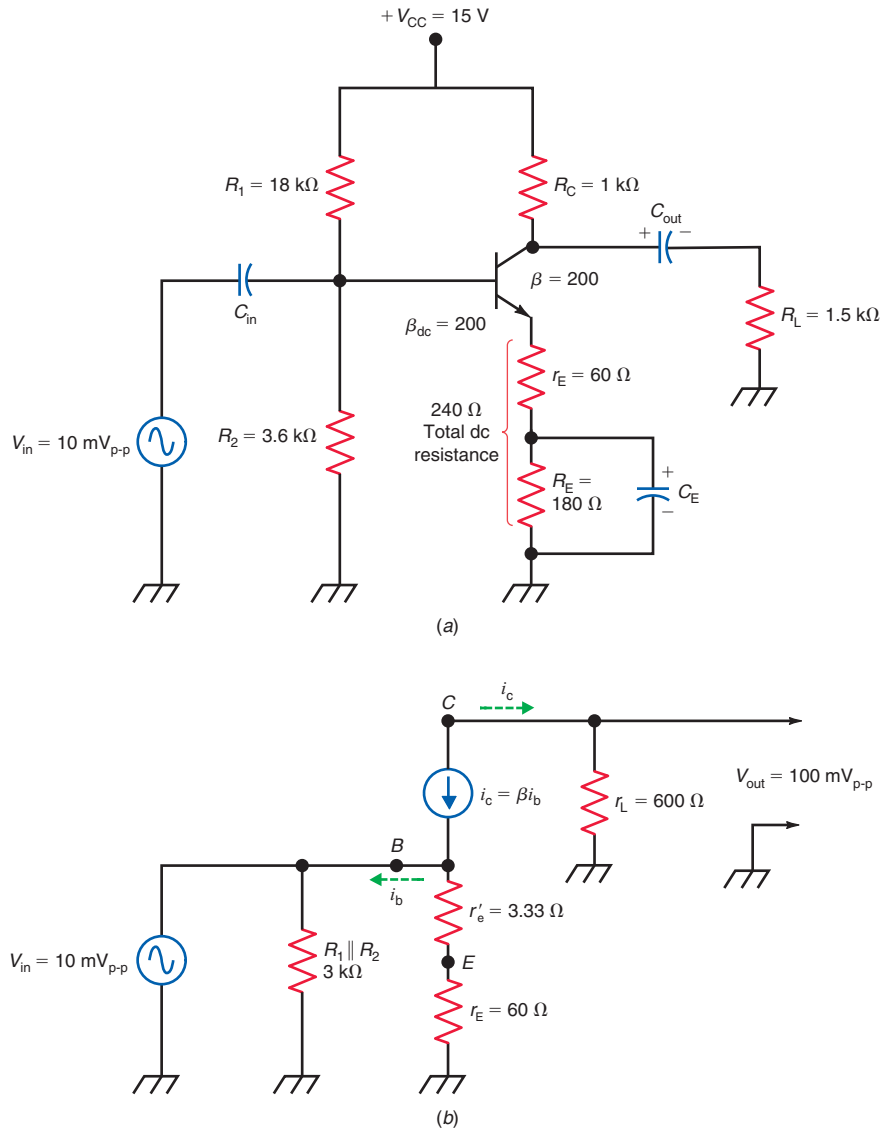 + V_CC = 15 V
R_1 = 18 kΩ
R_C = 1 kΩ
C_out
+ −
C_in
β = 200
β_dc = 200
R_L = 1.5 kΩ
r_E = 60 Ω
240 Ω
Total dc
resistance
V_in = 10 mV_p-p
R_2 = 3.6 kΩ
R_E =
180 Ω
+
C_E
−
(a)
i_c
C
i_c = βi_b
r_L = 600 Ω
V_out = 100 mV_p-p
B
i_b
r′_e = 3.33 Ω
V_in = 10 mV_p-p
R_1 ∥ R_2
3 kΩ
E
r_E = 60 Ω
(b)